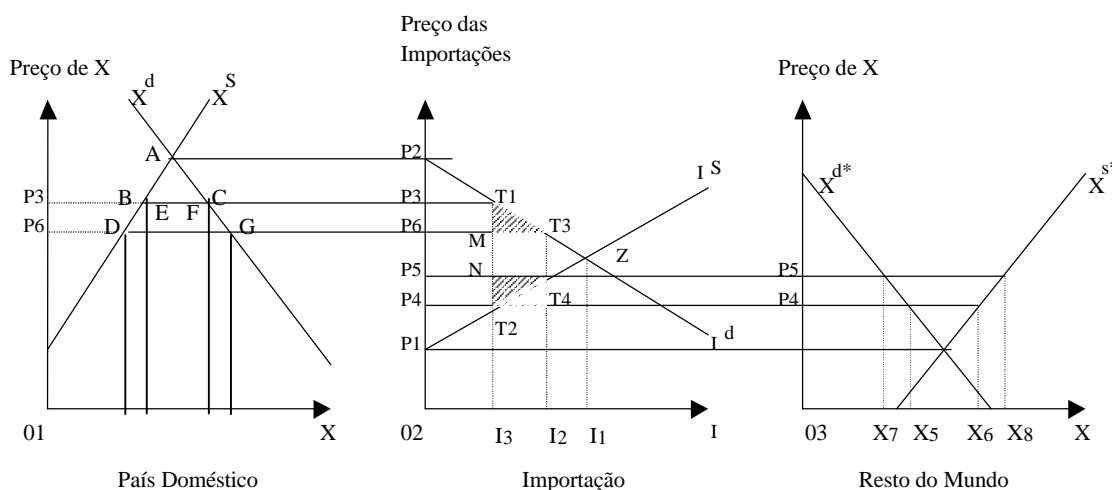 Preço das
Importações
Preço de X
Preço de X
X d
X S
A
P2
I S
X d*
X s*
P3
B
C
E
F
P3
T1
P6
D
G
P6
M
T3
Z
P5
N
P5
P4
T4
P4
T2
P1
I d
01
X
02
I3
I2
I1
I
03
X7
X5
X6
X8
X
País Doméstico
Importação
Resto do Mundo